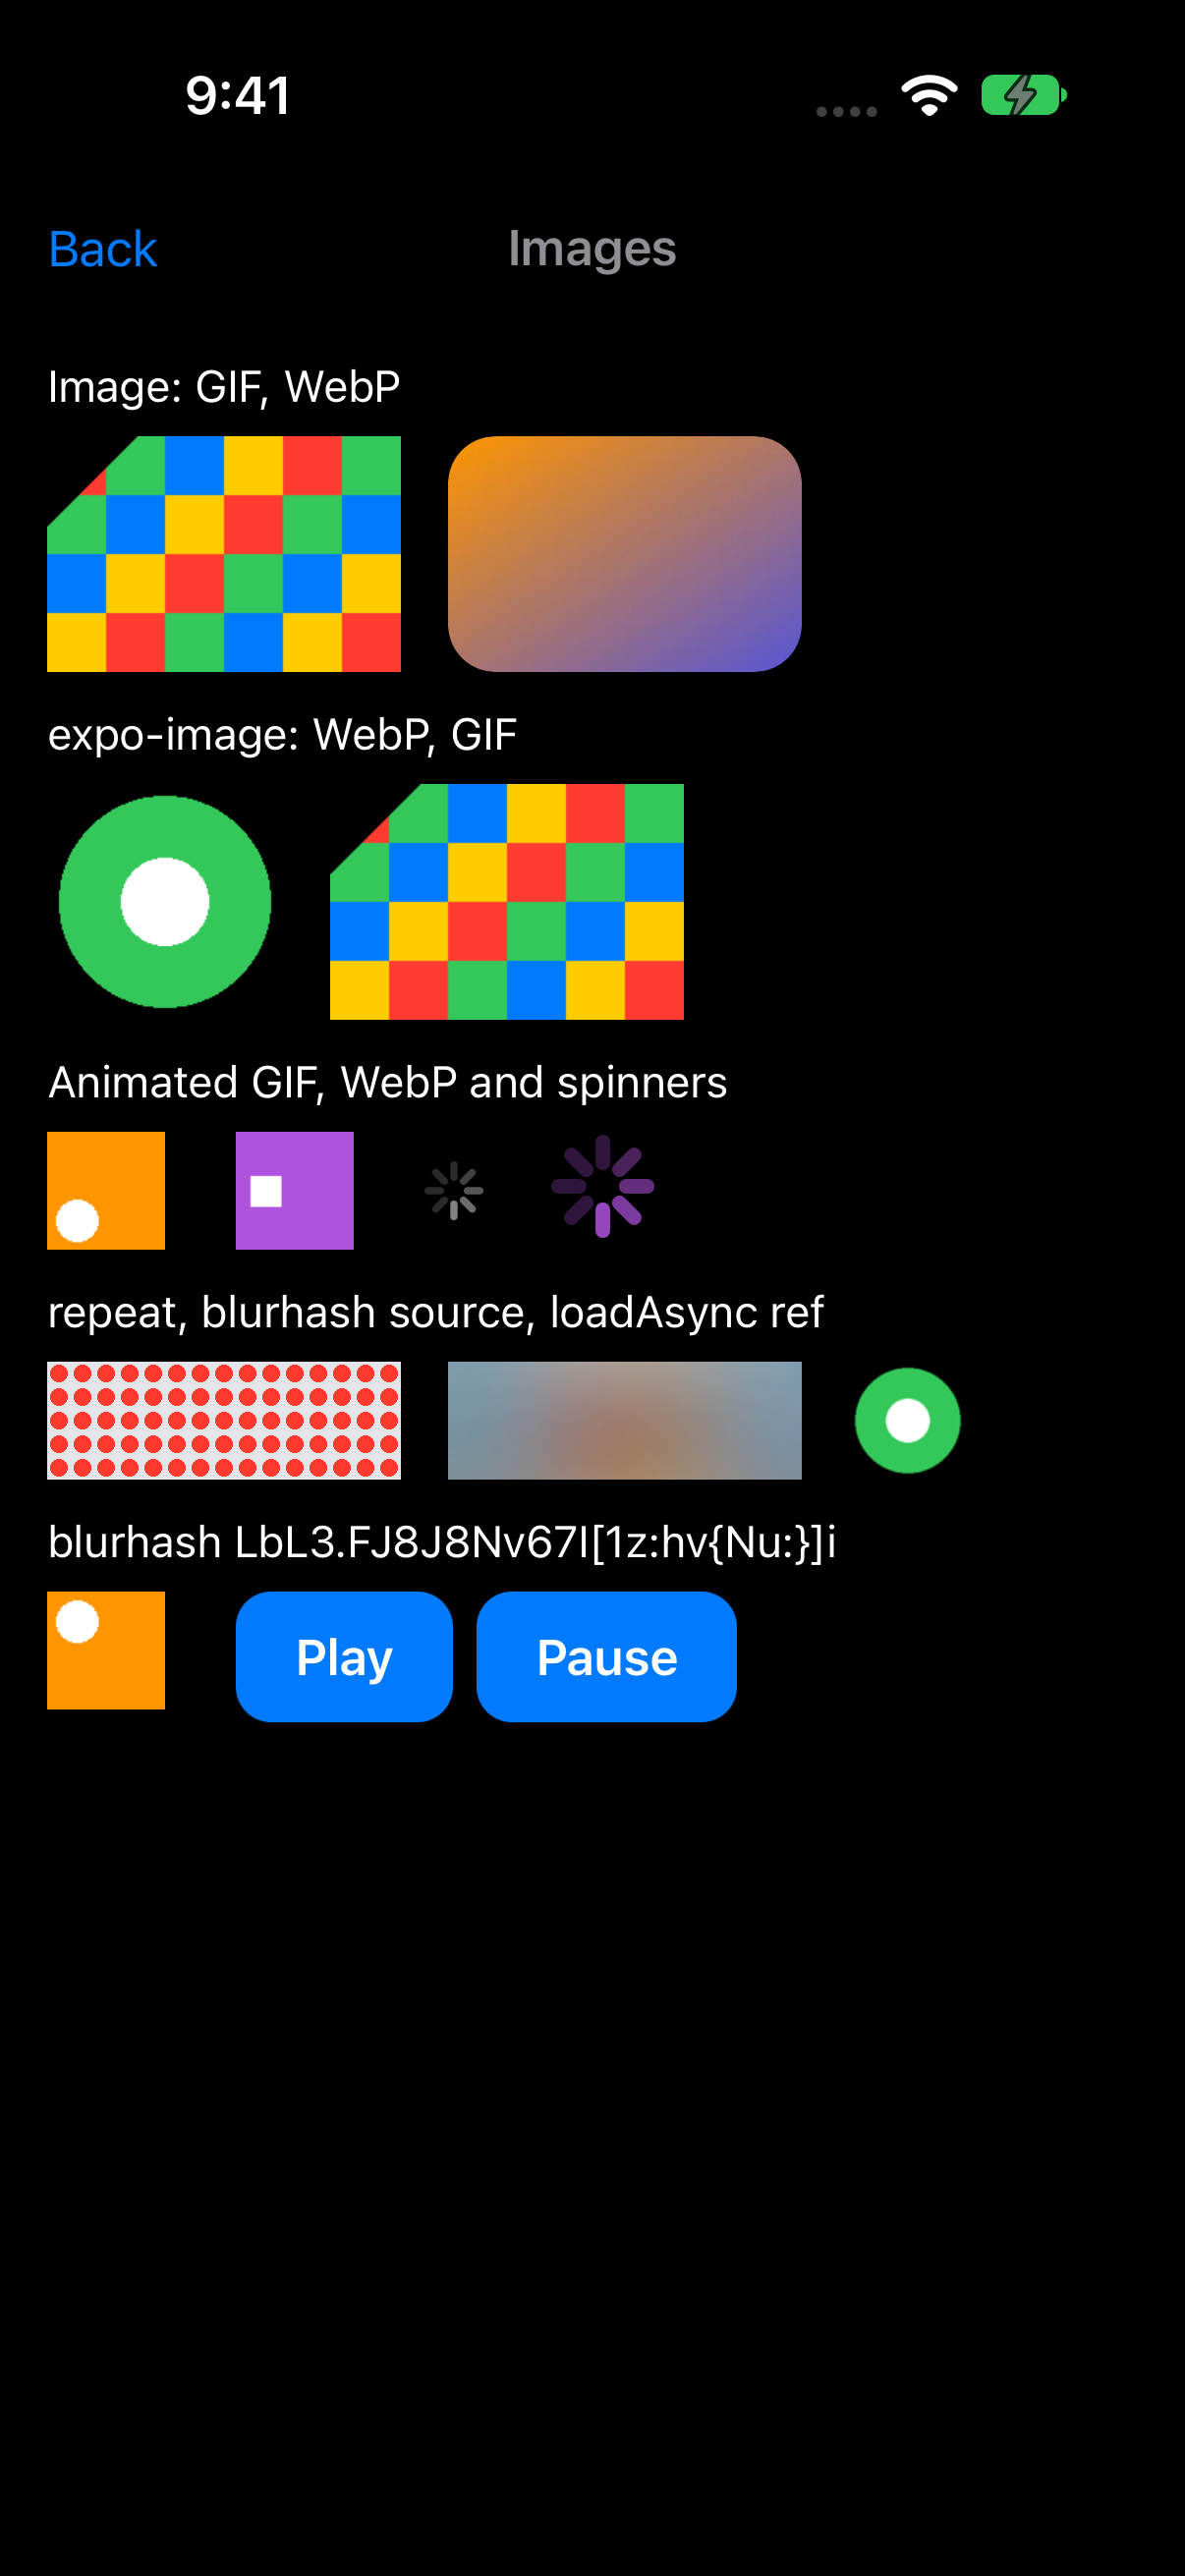 9:41
Back
Images
Image: GIF, WebP
expo-image: WebP, GIF
Animated GIF, WebP and spinners
repeat, blurhash source, loadAsync ref
blurhash LbL3.FJ8J8Nv67I[1z:hv{Nu:}]i
Play
Pause